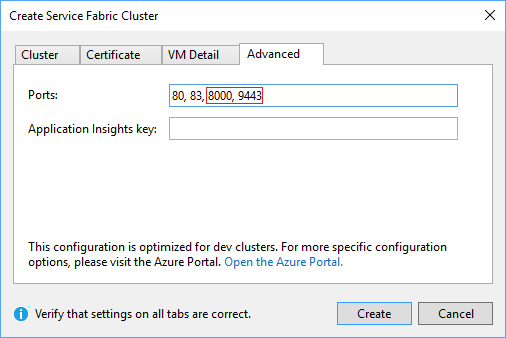 Create Service Fabric Cluster
Cluster Certificate VM Detail Advanced
Ports: 80, 83, 8000, 9443
Application Insights key:
This configuration is optimized for dev clusters. For more specific configuration
options, please visit the Azure Portal. Open the Azure Portal.
Verify that settings on all tabs are correct. Create Cancel